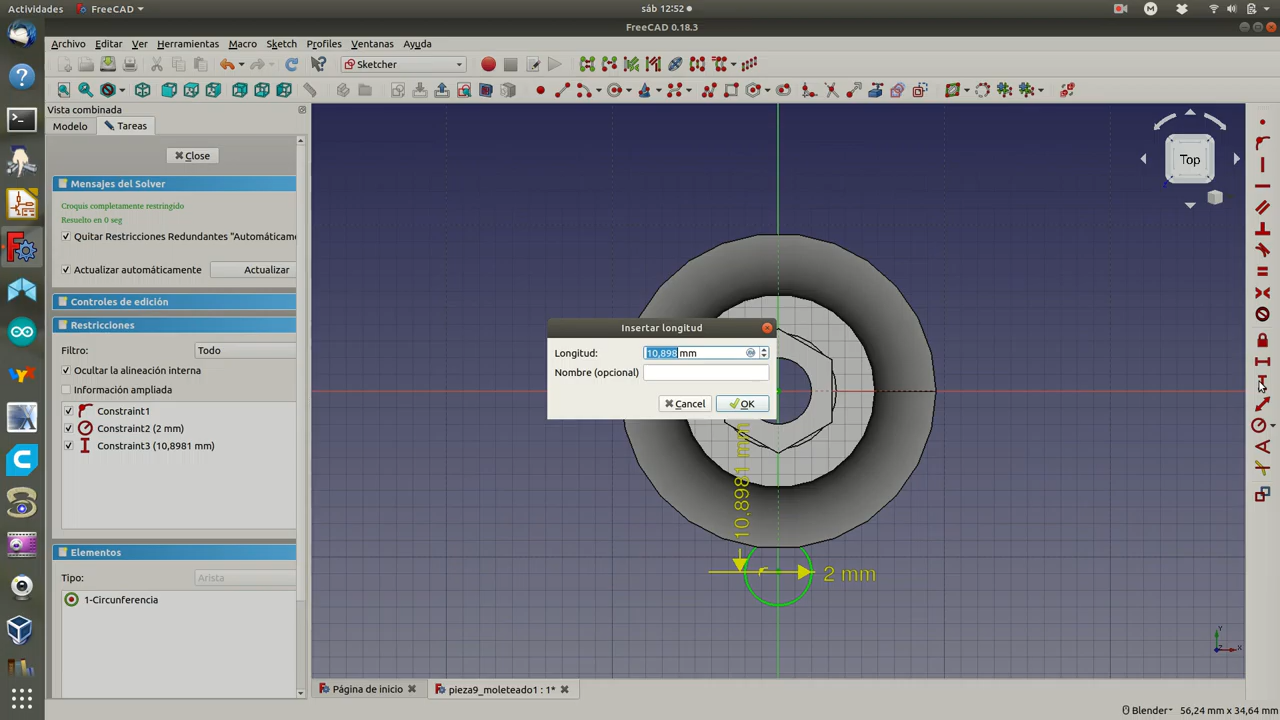 Actividades
FreeCAD
sáb 12:52
FreeCAD 0.18.3
Archivo Editar Ver Herramientas Macro Sketch Profiles Ventanas Ayuda
Sketcher
Vista combinada
Modelo Tareas
Close
Top
Mensajes del Solver
Croquis completamente restringido
Resuelto en 0 seg
Quitar Restricciones Redundantes "Automáticame
Actualizar automáticamente
Actualizar
Controles de edición
Restricciones
Filtro:
Todo
Ocultar la alineación interna
Información ampliada
Constraint1
Constraint2 (2 mm)
Constraint3 (10,8981 mm)
Elementos
Tipo:
Arista
1-Circunferencia
Insertar longitud
Longitud:
10,898 mm
Nombre (opcional)
Cancel
OK
10.8981 mm
2 mm
Y
X
Página de inicio
pieza9_moleteado1 : 1*
Blender
56,24 mm x 34,64 mm